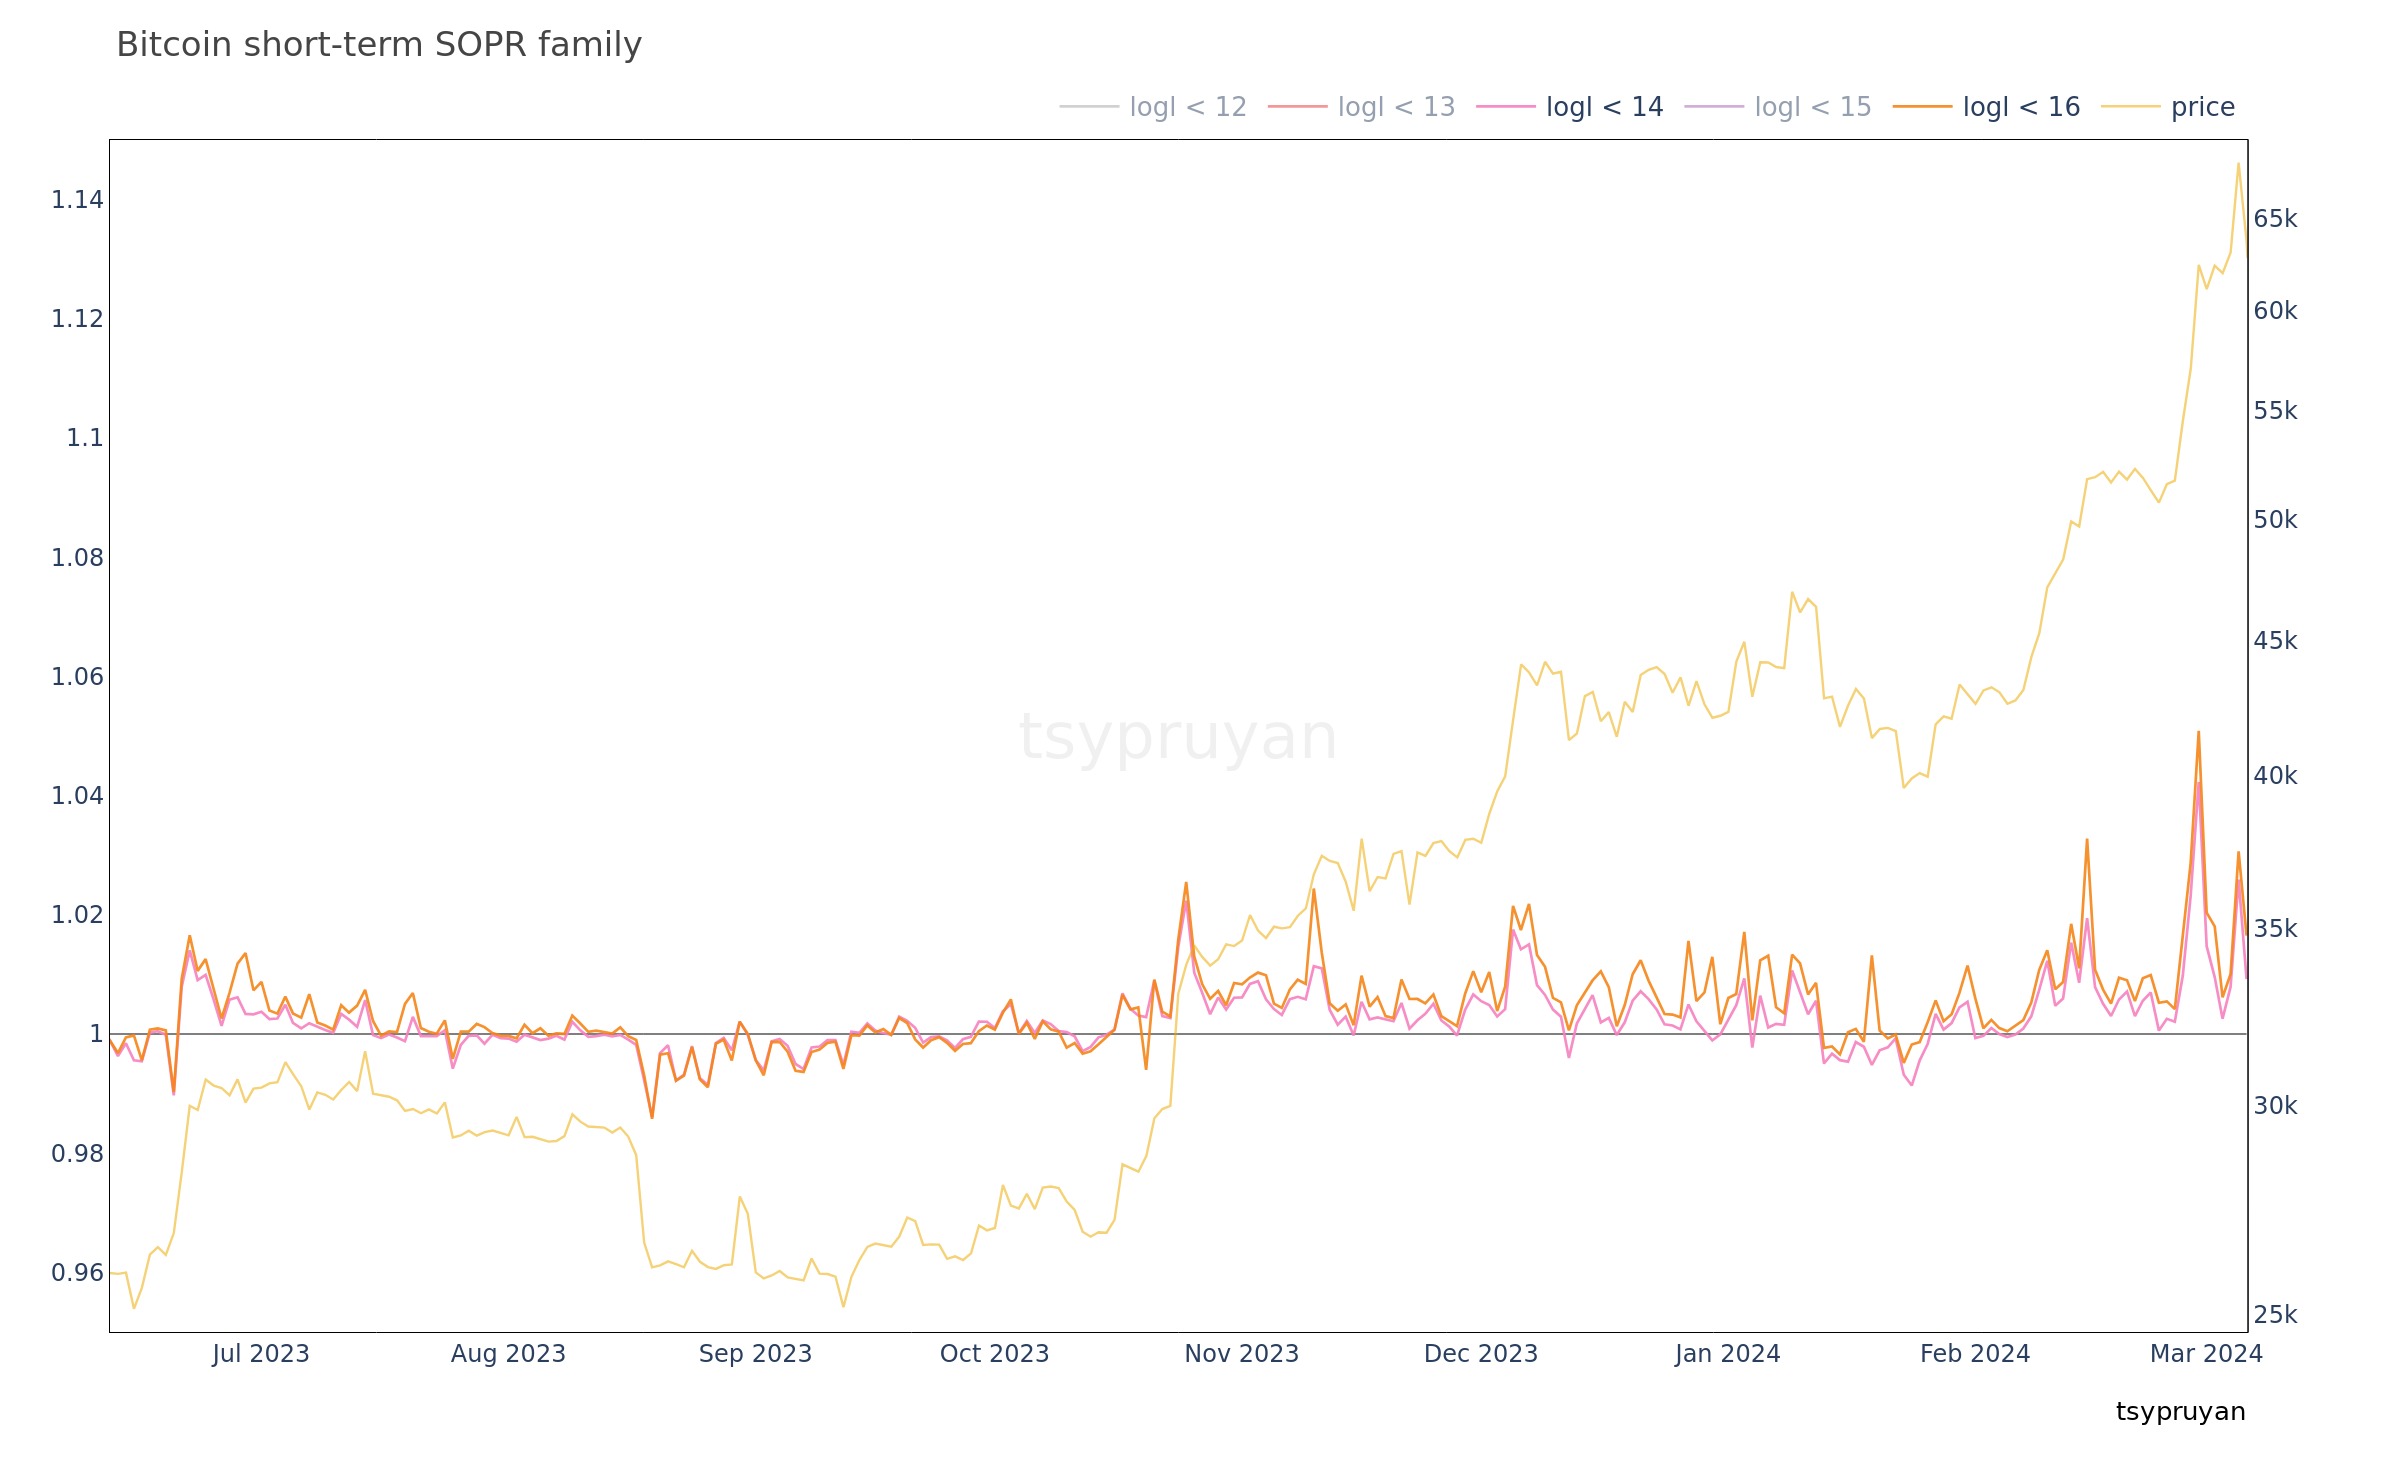 Bitcoin short-term SOPR family
logl < 12 logl < 13 logl < 14 logl < 15 logl < 16 price
1.14
1.12
1.1
1.08
1.06
1.04
1.02
1
0.98
0.96
65k
60k
55k
50k
45k
40k
35k
30k
25k
tsypruyan
Jul 2023 Aug 2023 Sep 2023 Oct 2023 Nov 2023 Dec 2023 Jan 2024 Feb 2024 Mar 2024
tsypruyan